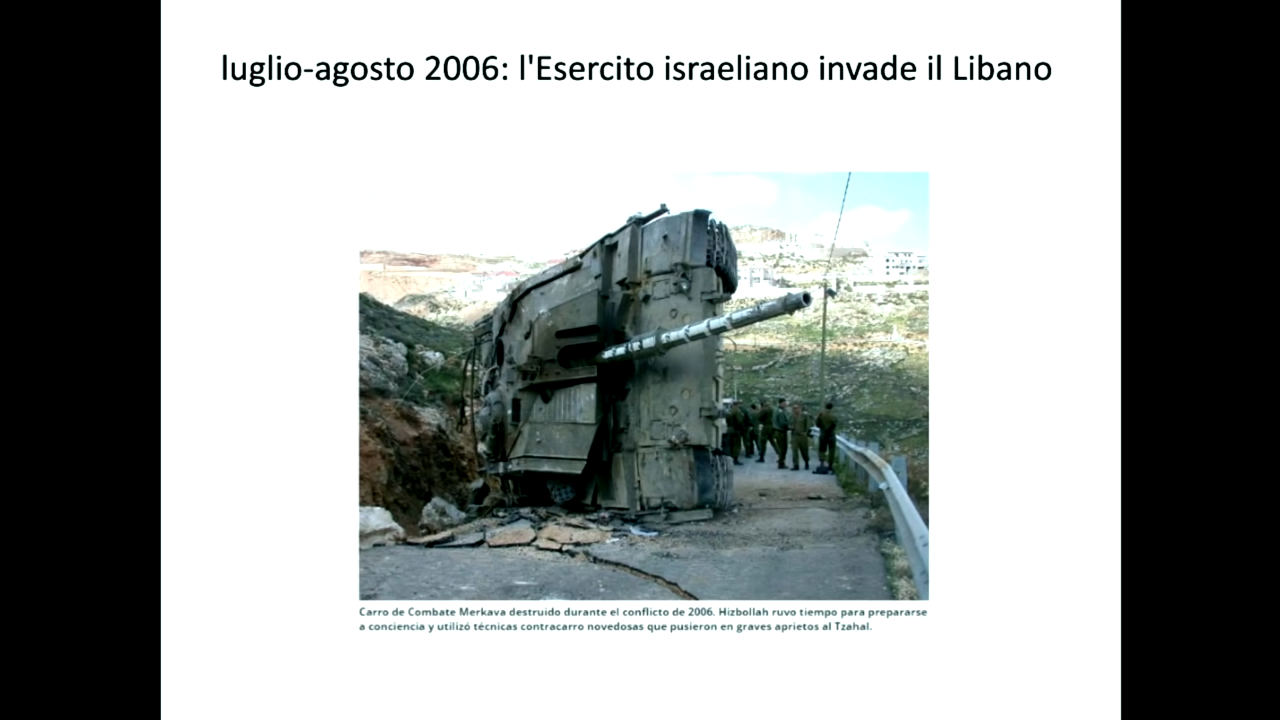 luglio-agosto 2006: l'Esercito israeliano invade il Libano
Carro de Combate Merkava destruido durante el conflicto de 2006. Hizbollah ruvo tiempo para prepararse
a conciencia y utilizó técnicas contracarro novedosas que pusieron en graves aprietos al Tzahal.